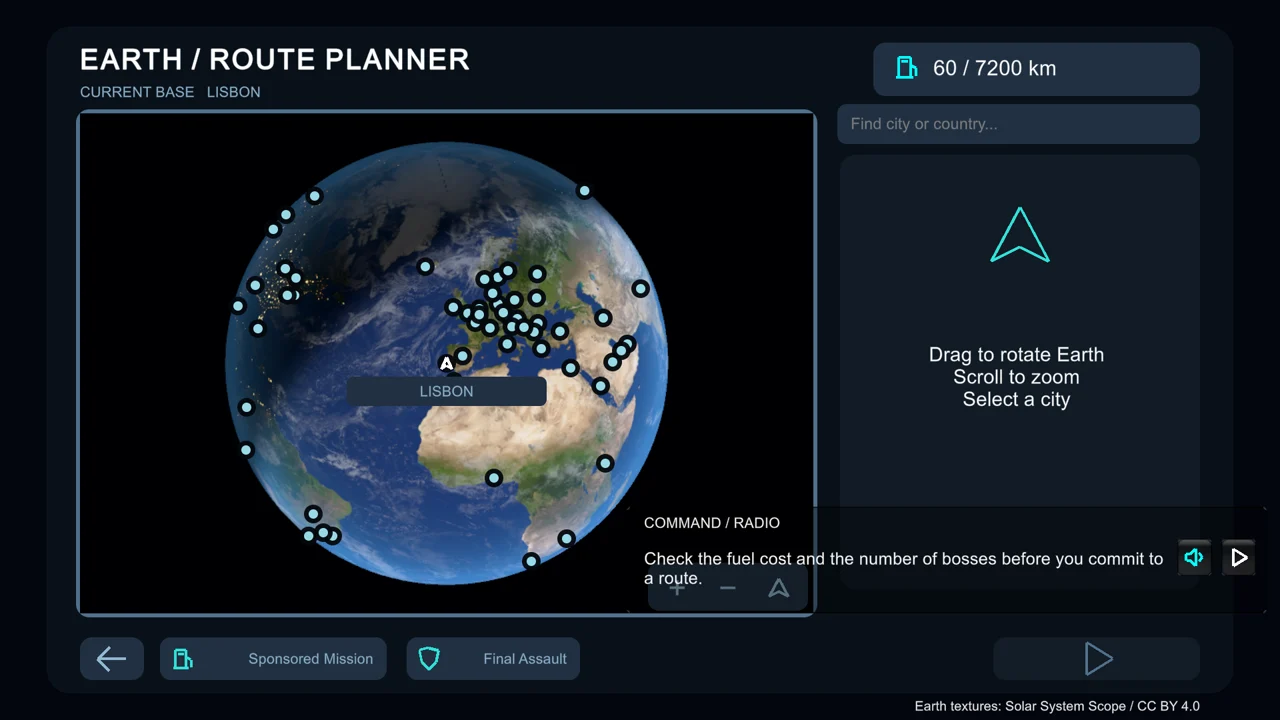 EARTH / ROUTE PLANNER
CURRENT BASE LISBON
60 / 7200 km
Find city or country...
LISBON
Drag to rotate Earth
Scroll to zoom
Select a city
COMMAND / RADIO
Check the fuel cost and the number of bosses before you commit to
a route.
Sponsored Mission
Final Assault
Earth textures: Solar System Scope / CC BY 4.0